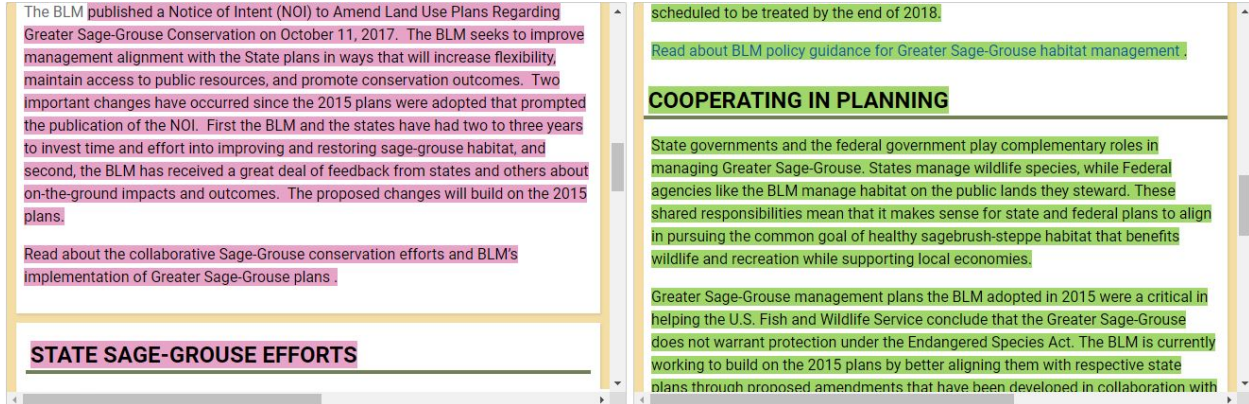 The BLM published a Notice of Intent (NOI) to Amend Land Use Plans Regarding
Greater Sage-Grouse Conservation on October 11, 2017.  The BLM seeks to improve
management alignment with the State plans in ways that will increase flexibility,
maintain access to public resources, and promote conservation outcomes.  Two
important changes have occurred since the 2015 plans were adopted that prompted
the publication of the NOI.  First the BLM and the states have had two to three years
to invest time and effort into improving and restoring sage-grouse habitat, and
second, the BLM has received a great deal of feedback from states and others about
on-the-ground impacts and outcomes.  The proposed changes will build on the 2015
plans.
Read about the collaborative Sage-Grouse conservation efforts and BLM's
implementation of Greater Sage-Grouse plans .
STATE SAGE-GROUSE EFFORTS
scheduled to be treated by the end of 2018.
Read about BLM policy guidance for Greater Sage-Grouse habitat management .
COOPERATING IN PLANNING
State governments and the federal government play complementary roles in
managing Greater Sage-Grouse. States manage wildlife species, while Federal
agencies like the BLM manage habitat on the public lands they steward. These
shared responsibilities mean that it makes sense for state and federal plans to align
in pursuing the common goal of healthy sagebrush-steppe habitat that benefits
wildlife and recreation while supporting local economies.
Greater Sage-Grouse management plans the BLM adopted in 2015 were a critical in
helping the U.S. Fish and Wildlife Service conclude that the Greater Sage-Grouse
does not warrant protection under the Endangered Species Act. The BLM is currently
working to build on the 2015 plans by better aligning them with respective state
plans through proposed amendments that have been developed in collaboration with